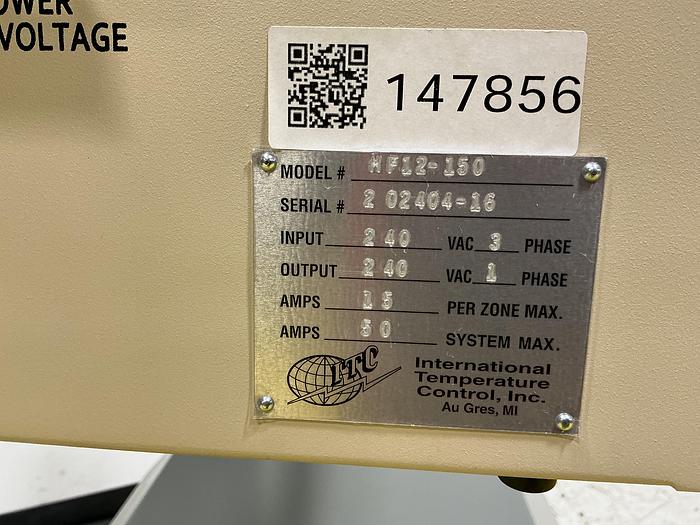 POWER
VOLTAGE
147856
MODEL # HF12-150
SERIAL # 2 02404-16
INPUT 240 VAC 3 PHASE
OUTPUT 240 VAC 1 PHASE
AMPS 15 PER ZONE MAX.
AMPS 50 SYSTEM MAX.
ITC
International
Temperature
Control, Inc.
Au Gres, MI